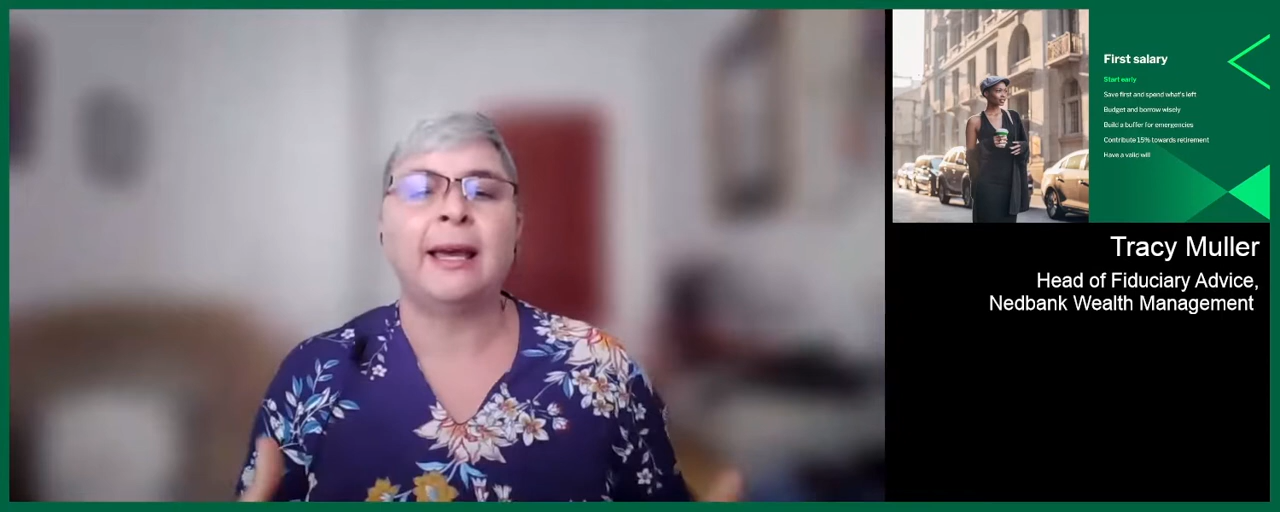 First salary
Start early
Save first and spend what's left
Budget and borrow wisely
Build a buffer for emergencies
Contribute 15% towards retirement
Have a valid will
Tracy Muller
Head of Fiduciary Advice,
Nedbank Wealth Management